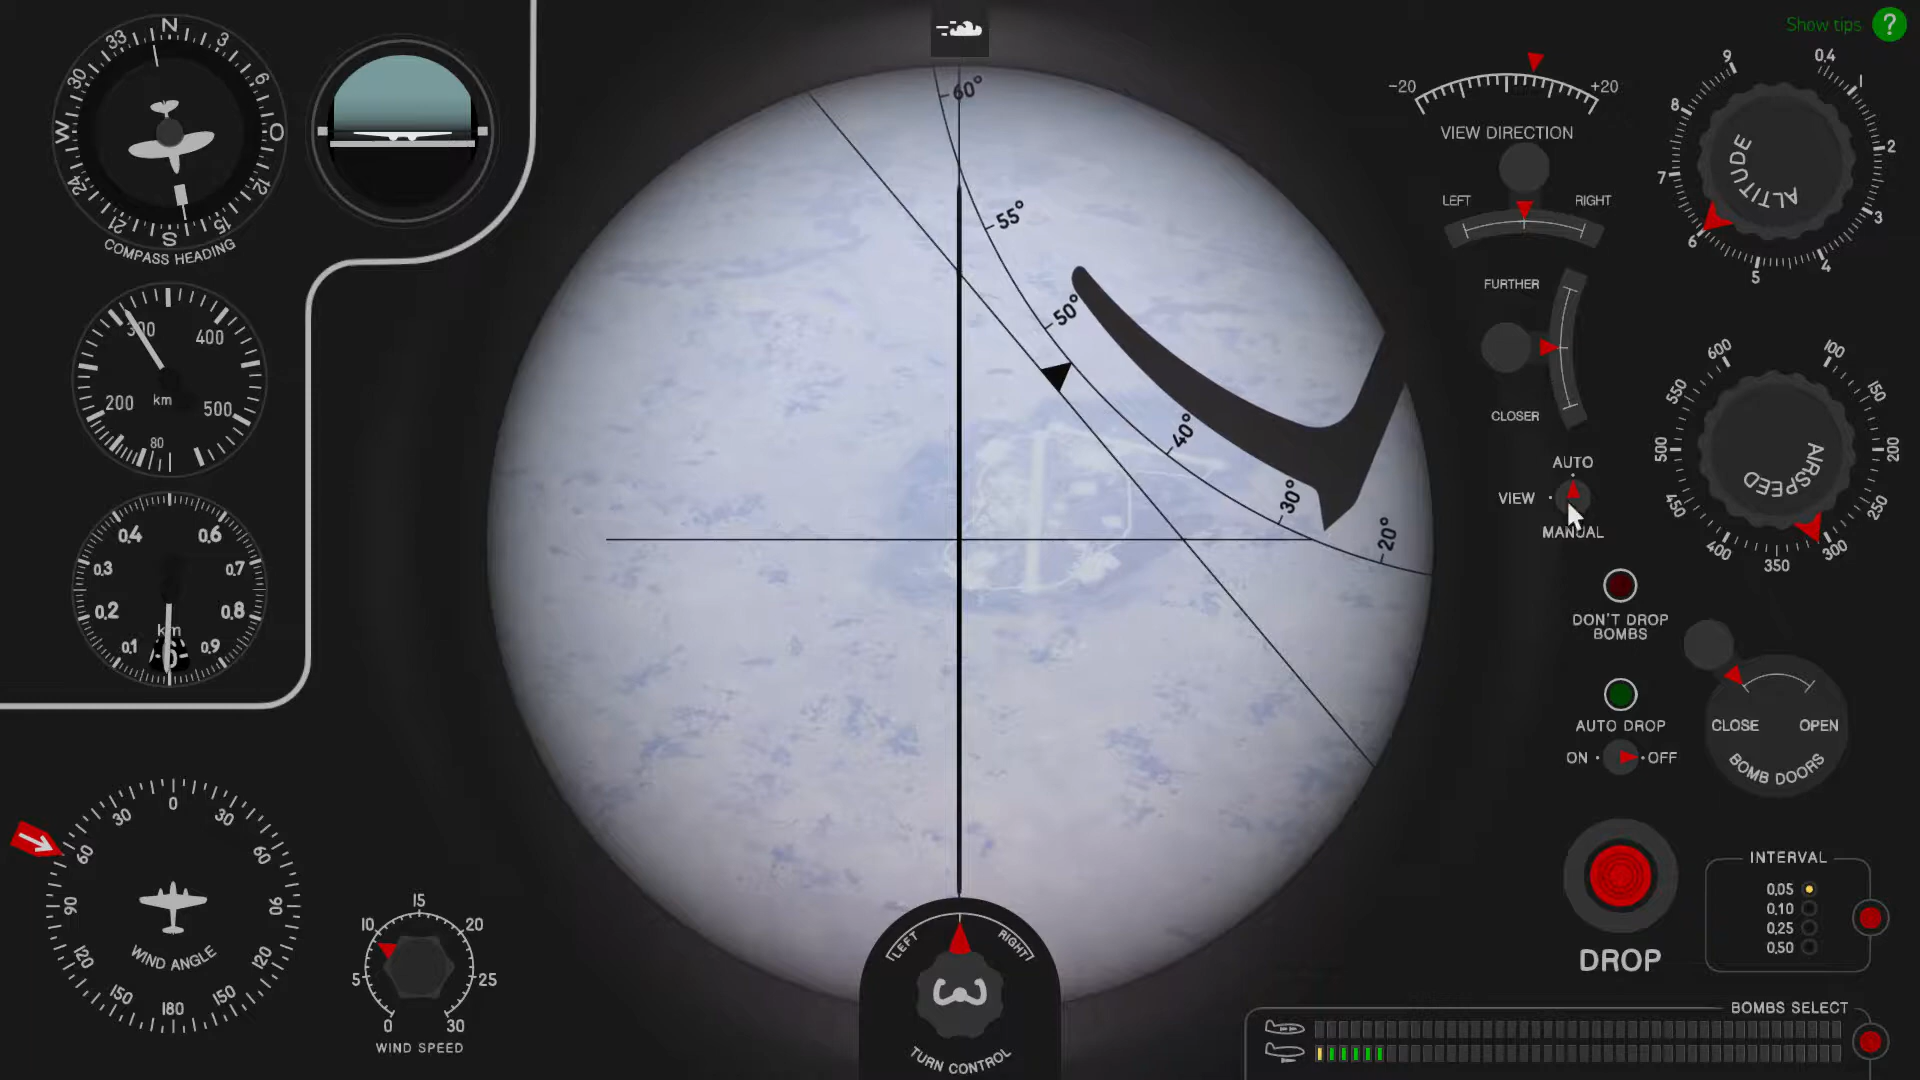 Show tips ?
N 3 6 O 12 15 S 21 24 W 30 33
COMPASS HEADING
60°
55°
50°
40°
30°
20°
-20 +20
VIEW DIRECTION
LEFT RIGHT
FURTHER
CLOSER
AUTO
VIEW
MANUAL
0.4 1 2 3 4 5 6 7 8 9
ALTITUDE
100 150 200 250 300 350 400 450 500 550 600
AIRSPEED
300 400
200 km 500
80
0.4 0.6
0.3 0.7
0.2 0.8
km
0.1 0.9
6
DON'T DROP
BOMBS
AUTO DROP
ON OFF
CLOSE OPEN
BOMB DOORS
DROP
INTERVAL
0,05
0,10
0,25
0,50
BOMBS SELECT
0 30 60 90 120 150 180 150 120 90 60 30
WIND ANGLE
0 5 10 15 20 25 30
WIND SPEED
LEFT RIGHT
TURN CONTROL